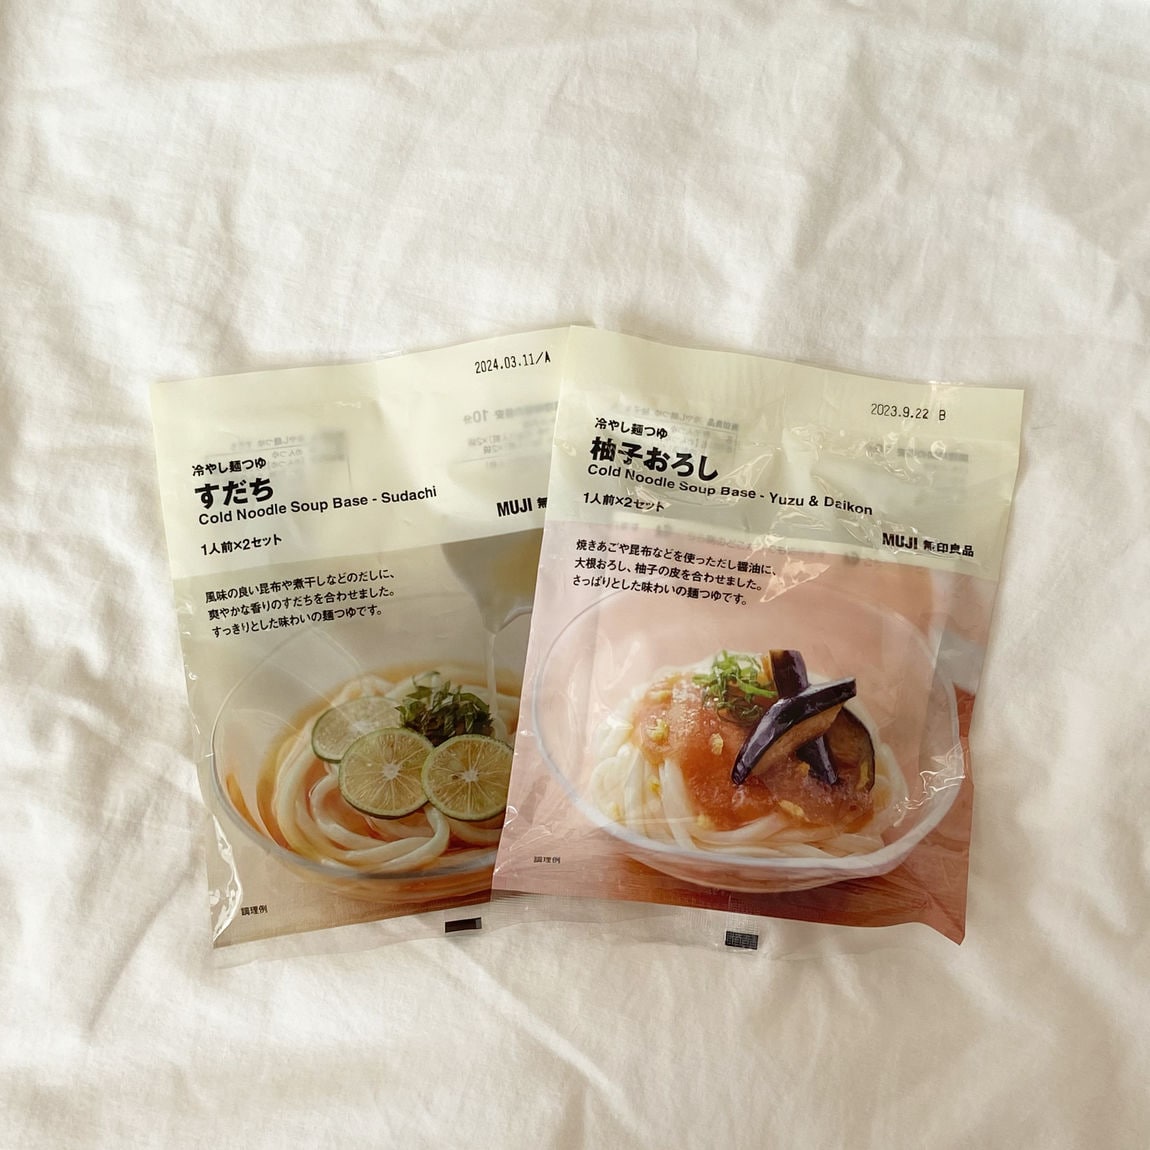 2024.03.11/A
冷やし麺つゆ
すだち
Cold Noodle Soup Base - Sudachi
MUJI 無
1人前×2セット
風味の良い昆布や煮干しなどのだしに、
爽やかな香りのすだちを合わせました。
すっきりとした味わいの麺つゆです。
調理例
2023.9.22 B
冷やし麺つゆ
柚子おろし
Cold Noodle Soup Base - Yuzu & Daikon
1人前×2セット
MUJI 無印良品
焼きあごや昆布などを使っただし醤油に、
大根おろし、柚子の皮を合わせました。
さっぱりとした味わいの麺つゆです。
調理例